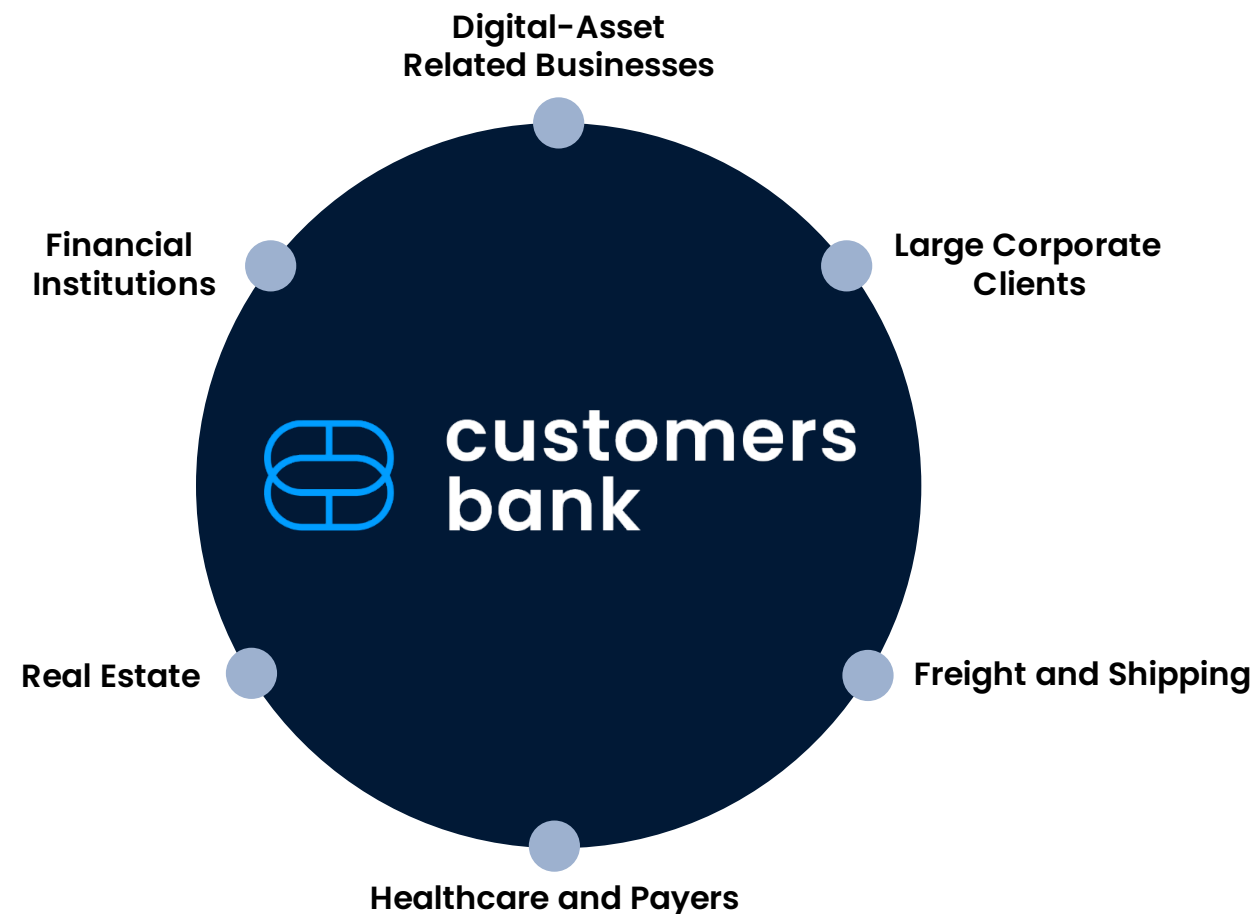 Digital-Asset
Related Businesses
Financial
Institutions
Large Corporate
Clients
customers
bank
Real Estate
Freight and Shipping
Healthcare and Payers